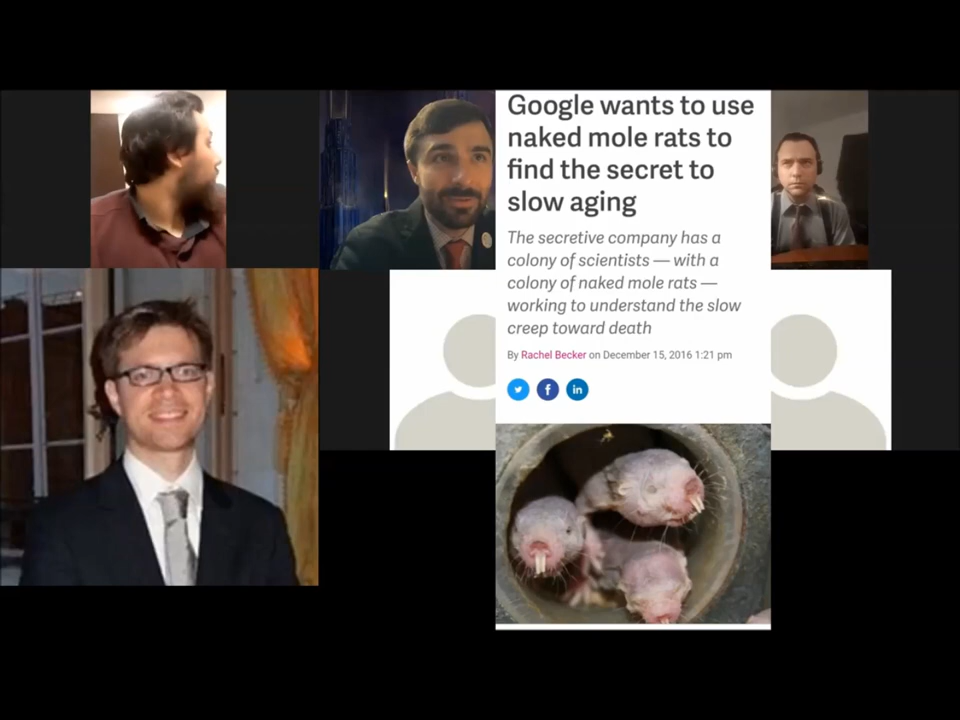 Google wants to use
naked mole rats to
find the secret to
slow aging
The secretive company has a
colony of scientists — with a
colony of naked mole rats —
working to understand the slow
creep toward death
By Rachel Becker on December 15, 2016 1:21 pm
f
in